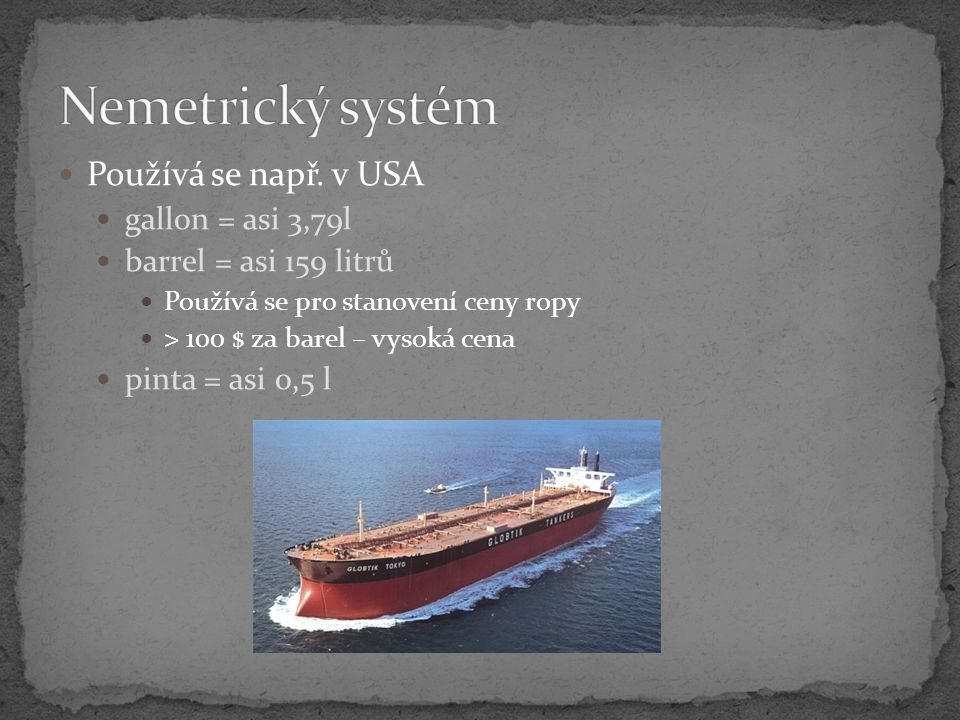 Nemetrický systém
Používá se např. v USA
gallon = asi 3,79l
barrel = asi 159 litrů
Používá se pro stanovení ceny ropy
> 100 $ za barel – vysoká cena
pinta = asi 0,5 l
GLOBTIK TANKERS
GLOBTIK TOKYO